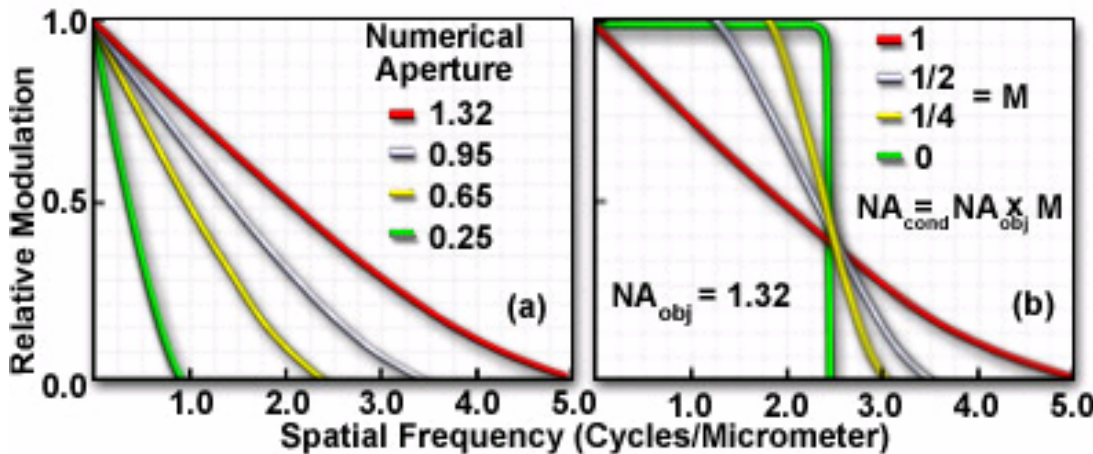 Relative Modulation
1.0
0.5
0.0
Numerical
Aperture
1.32
0.95
0.65
0.25
(a)
1.0 2.0 3.0 4.0 5.0
1
1/2
1/4
0
= M
NAcond = NAobj x M
NAobj = 1.32
(b)
1.0 2.0 3.0 4.0 5.0
Spatial Frequency (Cycles/Micrometer)